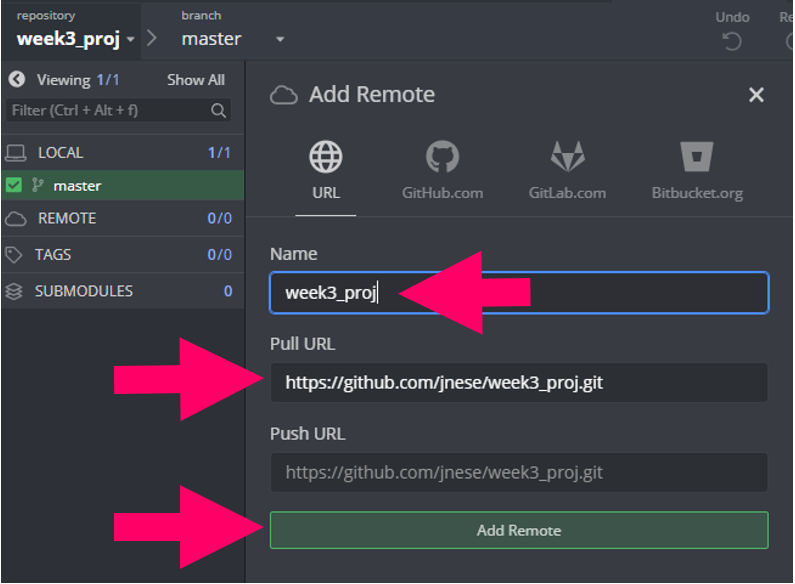 repository
branch
Undo
Re
week3_proj
master
Viewing 1/1
Show All
Filter (Ctrl + Alt + f)
LOCAL
1/1
master
REMOTE
0/0
TAGS
0/0
SUBMODULES
0
Add Remote
URL
GitHub.com
GitLab.com
Bitbucket.org
Name
week3_proj
Pull URL
https://github.com/jnese/week3_proj.git
Push URL
https://github.com/jnese/week3_proj.git
Add Remote